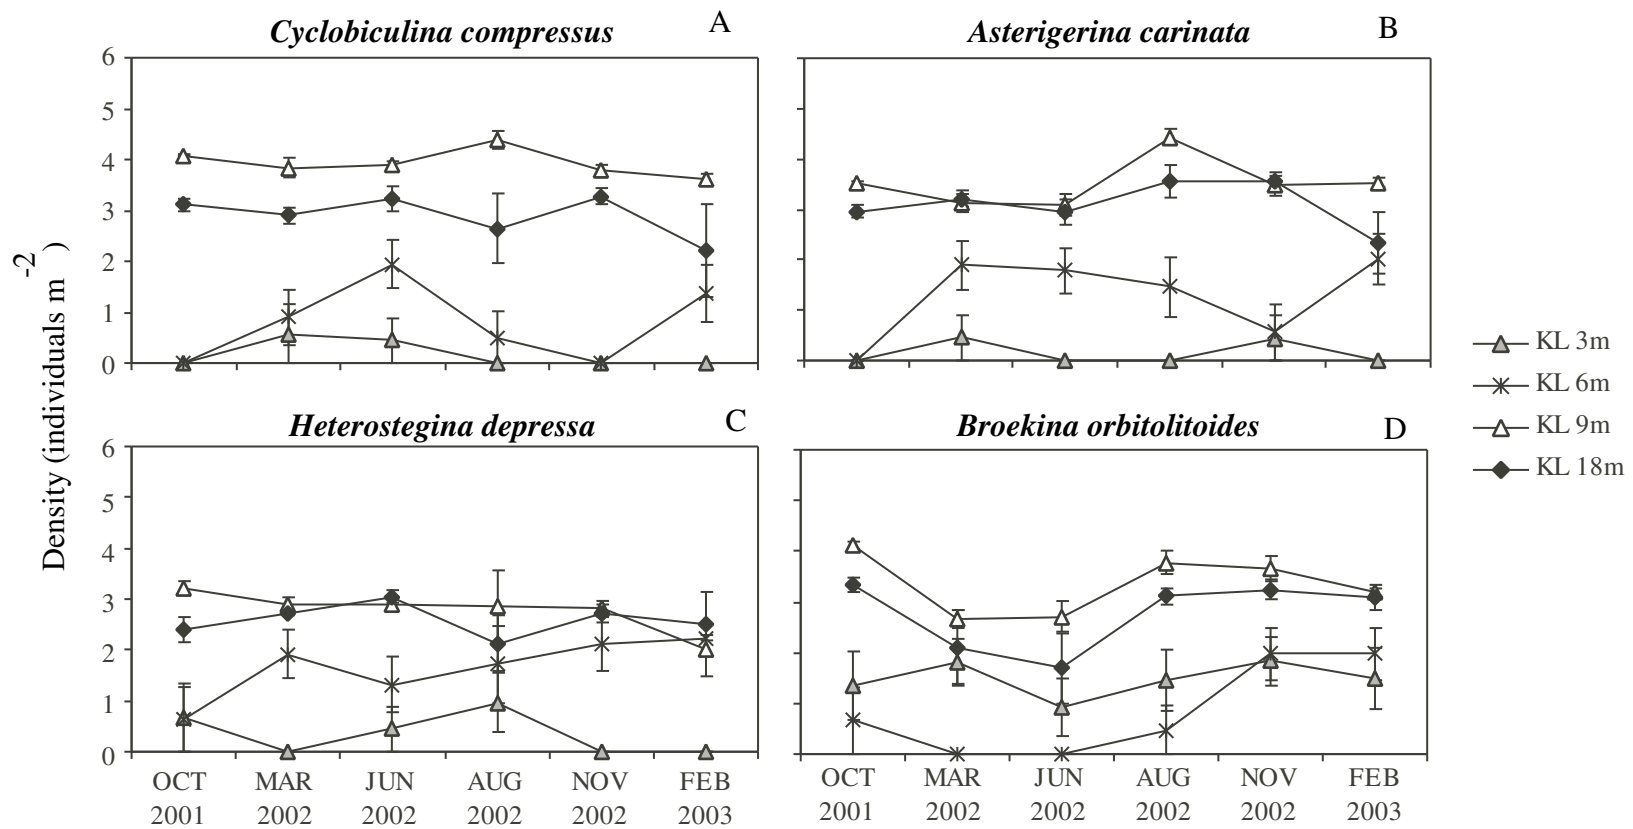 Cyclobiculina compressus A
Asterigerina carinata B
6
5
4
3
2
1
0
Density (individuals m-2)
Heterostegina depressa C
Broekina orbitolitoides D
6
5
4
3
2
1
0
OCT MAR JUN AUG NOV FEB
2001 2002 2002 2002 2002 2003
OCT MAR JUN AUG NOV FEB
2001 2002 2002 2002 2002 2003
KL 3m
KL 6m
KL 9m
KL 18m